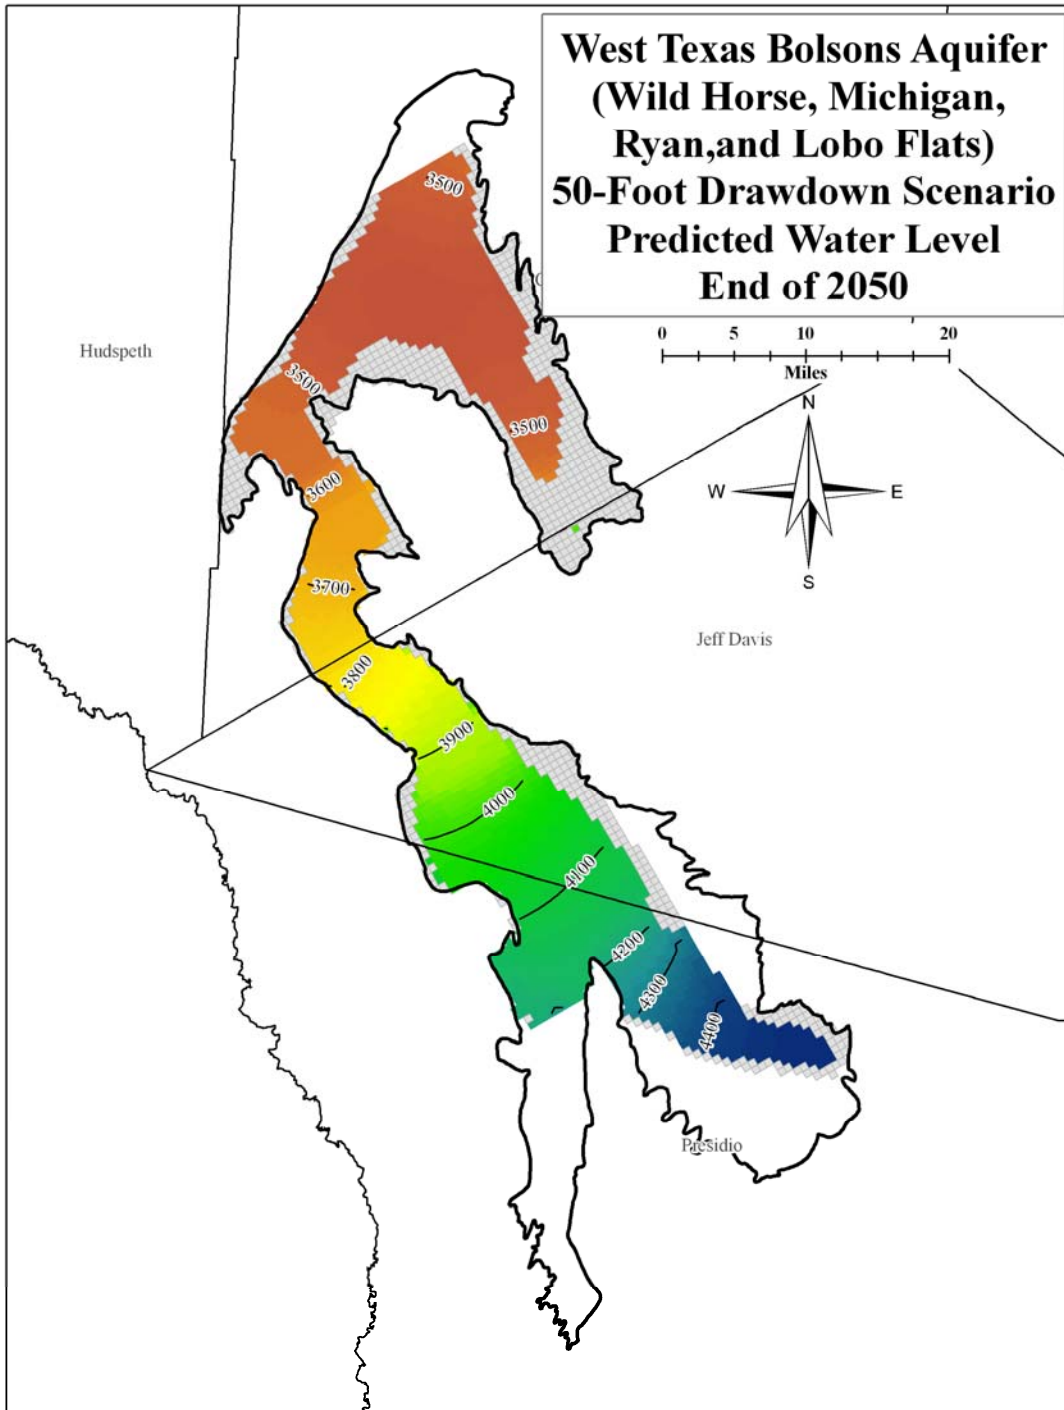 West Texas Bolsons Aquifer
(Wild Horse, Michigan,
Ryan,and Lobo Flats)
50-Foot Drawdown Scenario
Predicted Water Level
End of 2050
0 5 10 20
Miles
N
W E
S
Hudspeth
Jeff Davis
Presidio
3500
3500
3500
3600
3700
3800
3900
4000
4100
4200
4300
4400